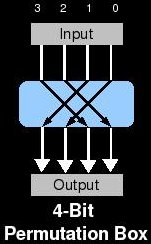 3 2 1 0
Input
Output
4-Bit
Permutation Box